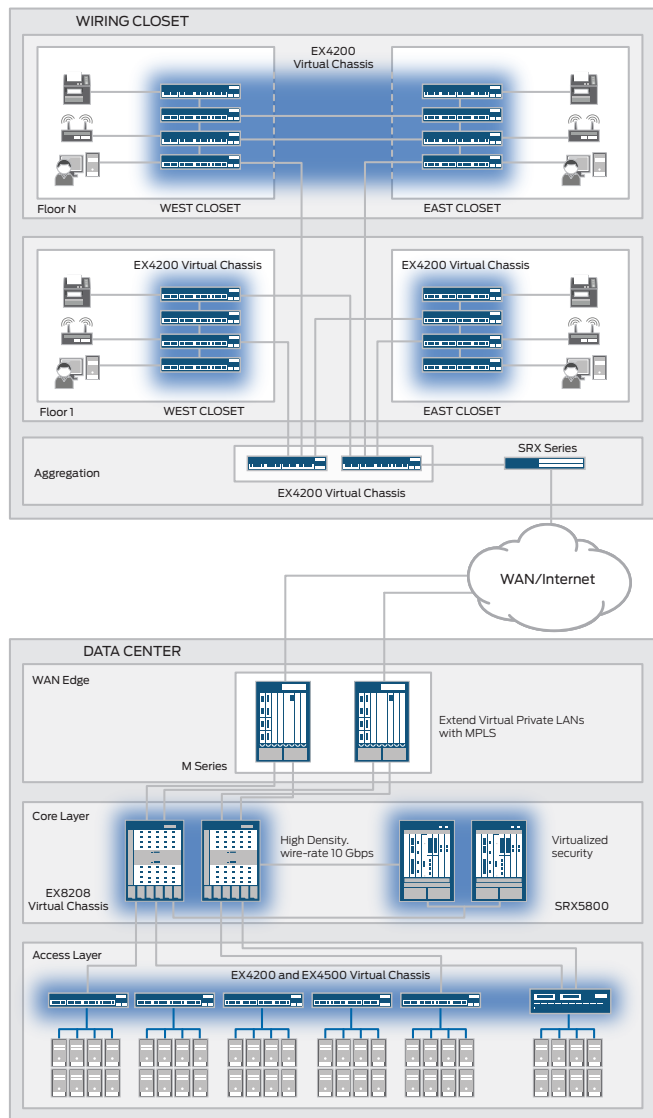 WIRING CLOSET
EX4200
Virtual Chassis
Floor N
WEST CLOSET
EAST CLOSET
EX4200 Virtual Chassis
EX4200 Virtual Chassis
Floor 1
WEST CLOSET
EAST CLOSET
Aggregation
SRX Series
EX4200 Virtual Chassis
WAN/Internet
DATA CENTER
WAN Edge
Extend Virtual Private LANs
with MPLS
M Series
Core Layer
High Density.
wire-rate 10 Gbps
Virtualized
security
EX8208
Virtual Chassis
SRX5800
Access Layer
EX4200 and EX4500 Virtual Chassis